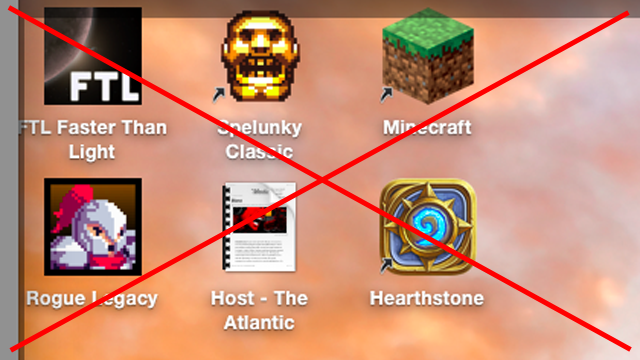 FTL
FTL Faster Than
Light
Spelunky
Classic
Minecraft
Rogue Legacy
Host - The
Atlantic
Hearthstone